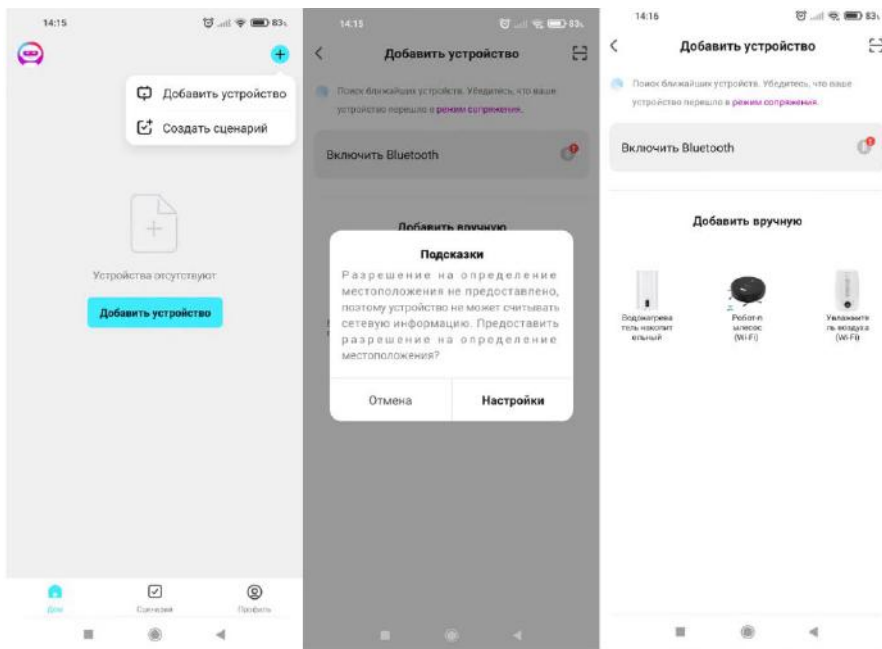 14:15
83%
Добавить устройство
Создать сценарий
Устройства отсутствуют
Добавить устройство
Дом
Сценарий
Профиль
14:15
83%
Добавить устройство
Поиск ближайших устройств. Убедитесь, что ваше
устройство перешло в режим сопряжения.
Включить Bluetooth
Добавить вручную
Подсказки
Разрешение на определение
местоположения не предоставлено,
поэтому устройство не может считывать
сетевую информацию. Предоставить
разрешение на определение
местоположения?
Отмена
Настройки
14:16
83%
Добавить устройство
Поиск ближайших устройств. Убедитесь, что ваше
устройство перешло в режим сопряжения.
Включить Bluetooth
Добавить вручную
Водонагрева
тель накопит
ельный
Робот-п
ылесос
(Wi-Fi)
Увлажните
ль воздуха
(Wi-Fi)